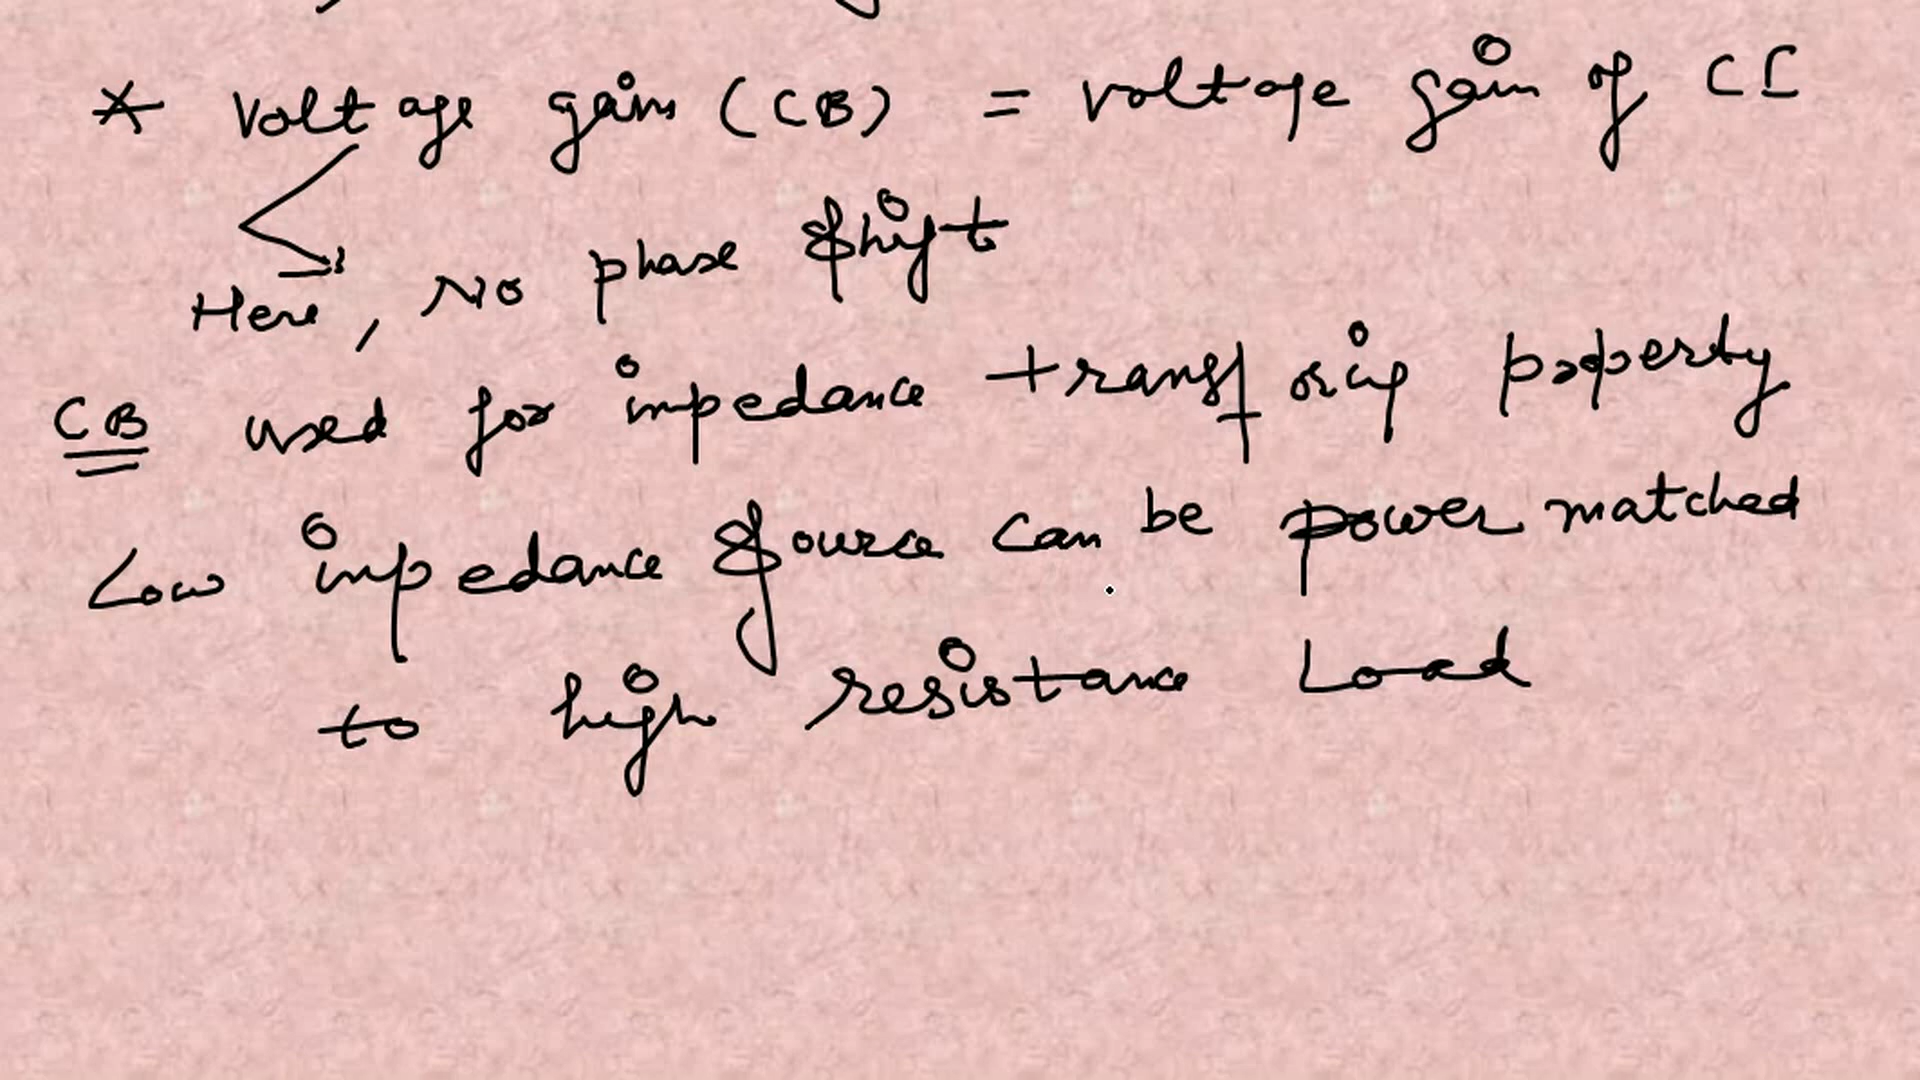 * Voltage gain (CB) = voltage gain of CE
Here, No phase shift
CB used for impedance transforing property
Low impedance source can be power matched
to high resistance Load